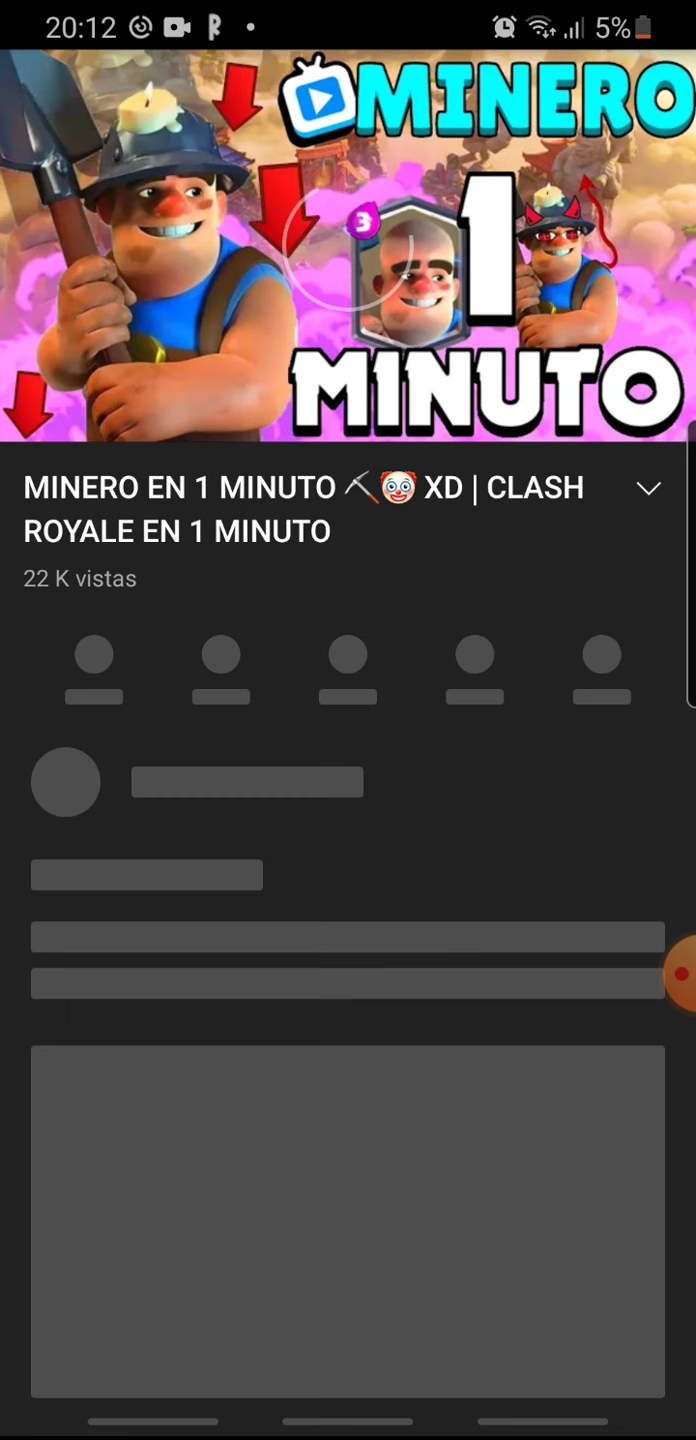 20:12
5%
MINERO
3
1
MINUTO
MINERO EN 1 MINUTO ⛏️🤡 XD | CLASH
ROYALE EN 1 MINUTO
22 K vistas